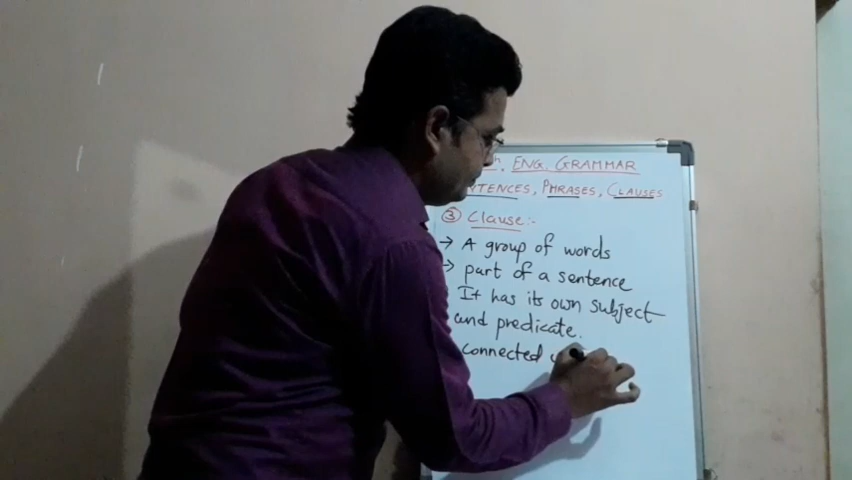 , ENG. GRAMMAR
PHRASES, CLAUSES
③ Clause:-
→ A group of words
→ part of a sentence
It has its own subject
and predicate.
connected